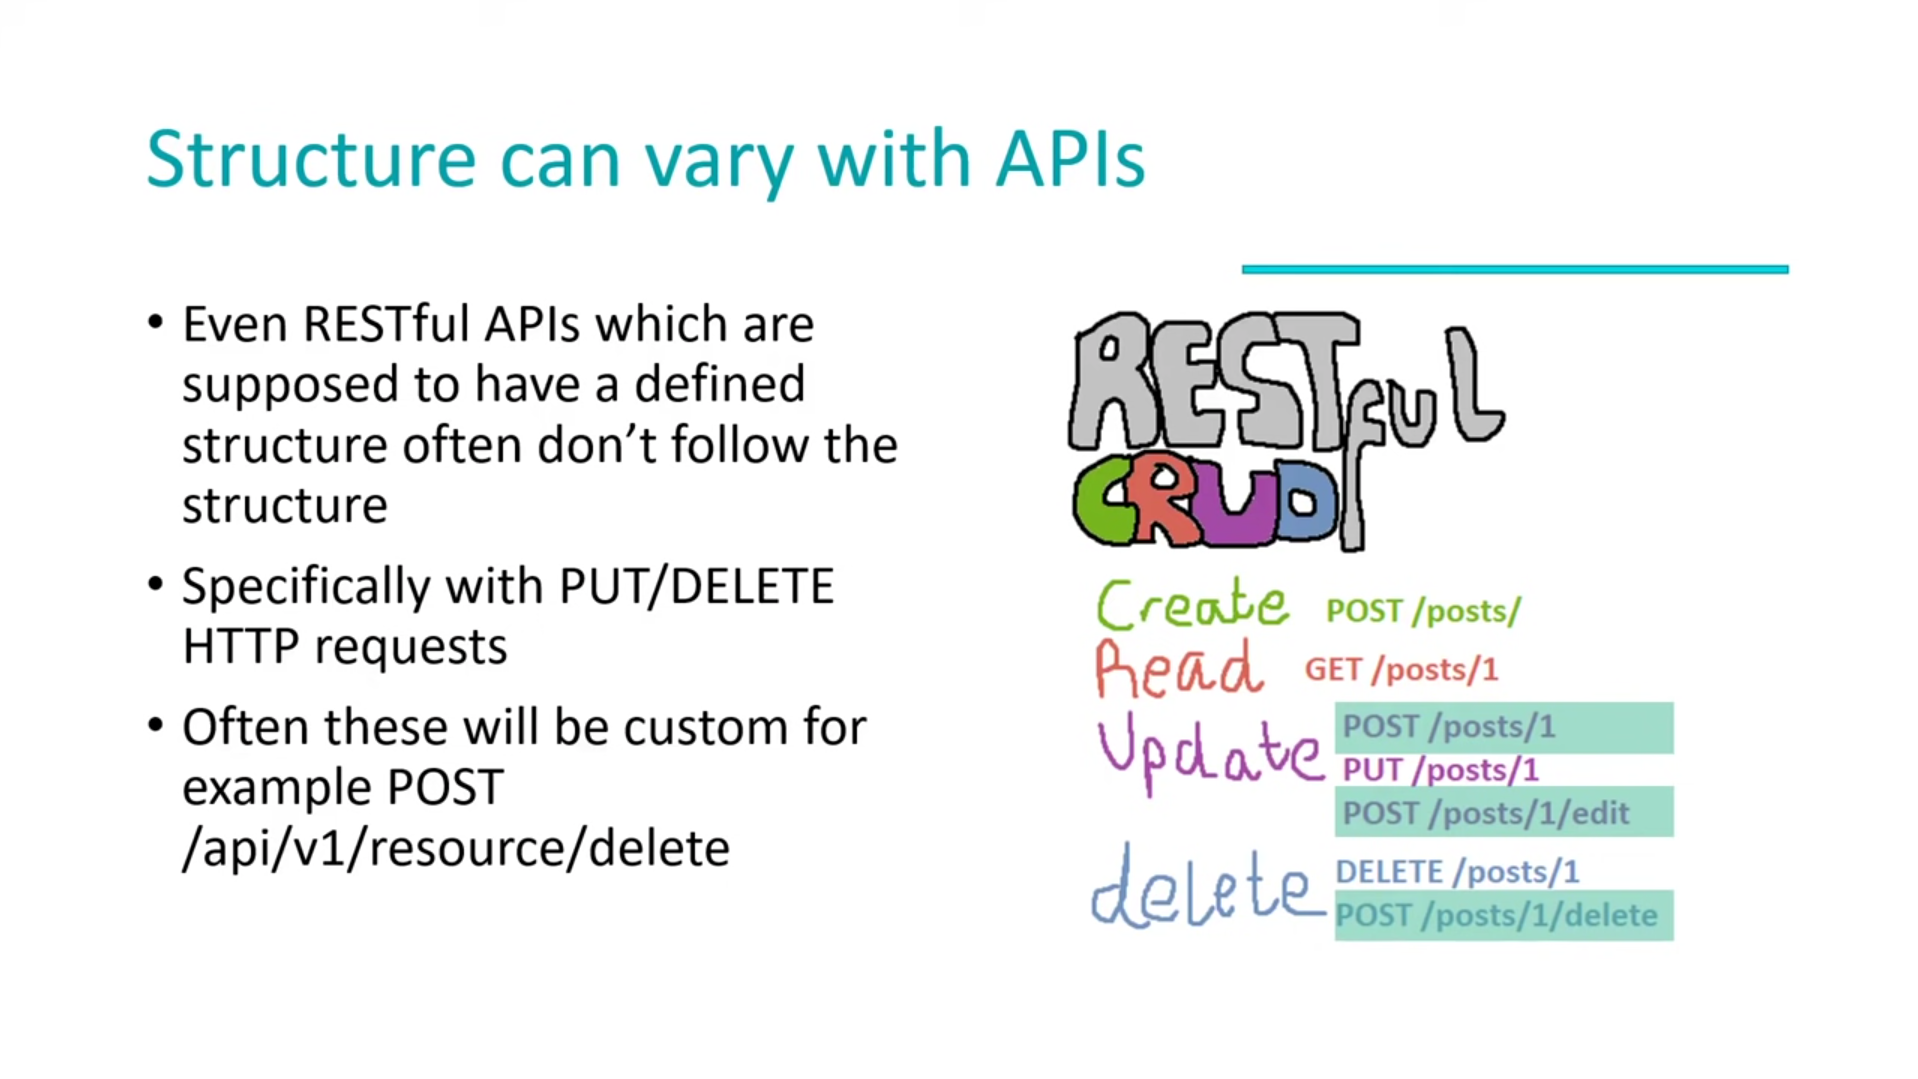 Structure can vary with APIs
• Even RESTful APIs which are
supposed to have a defined
structure often don’t follow the
structure
• Specifically with PUT/DELETE
HTTP requests
• Often these will be custom for
example POST
/api/v1/resource/delete
RESTful
CRUD
Create POST /posts/
Read GET /posts/1
POST /posts/1
Update PUT /posts/1
POST /posts/1/edit
delete DELETE /posts/1
POST /posts/1/delete